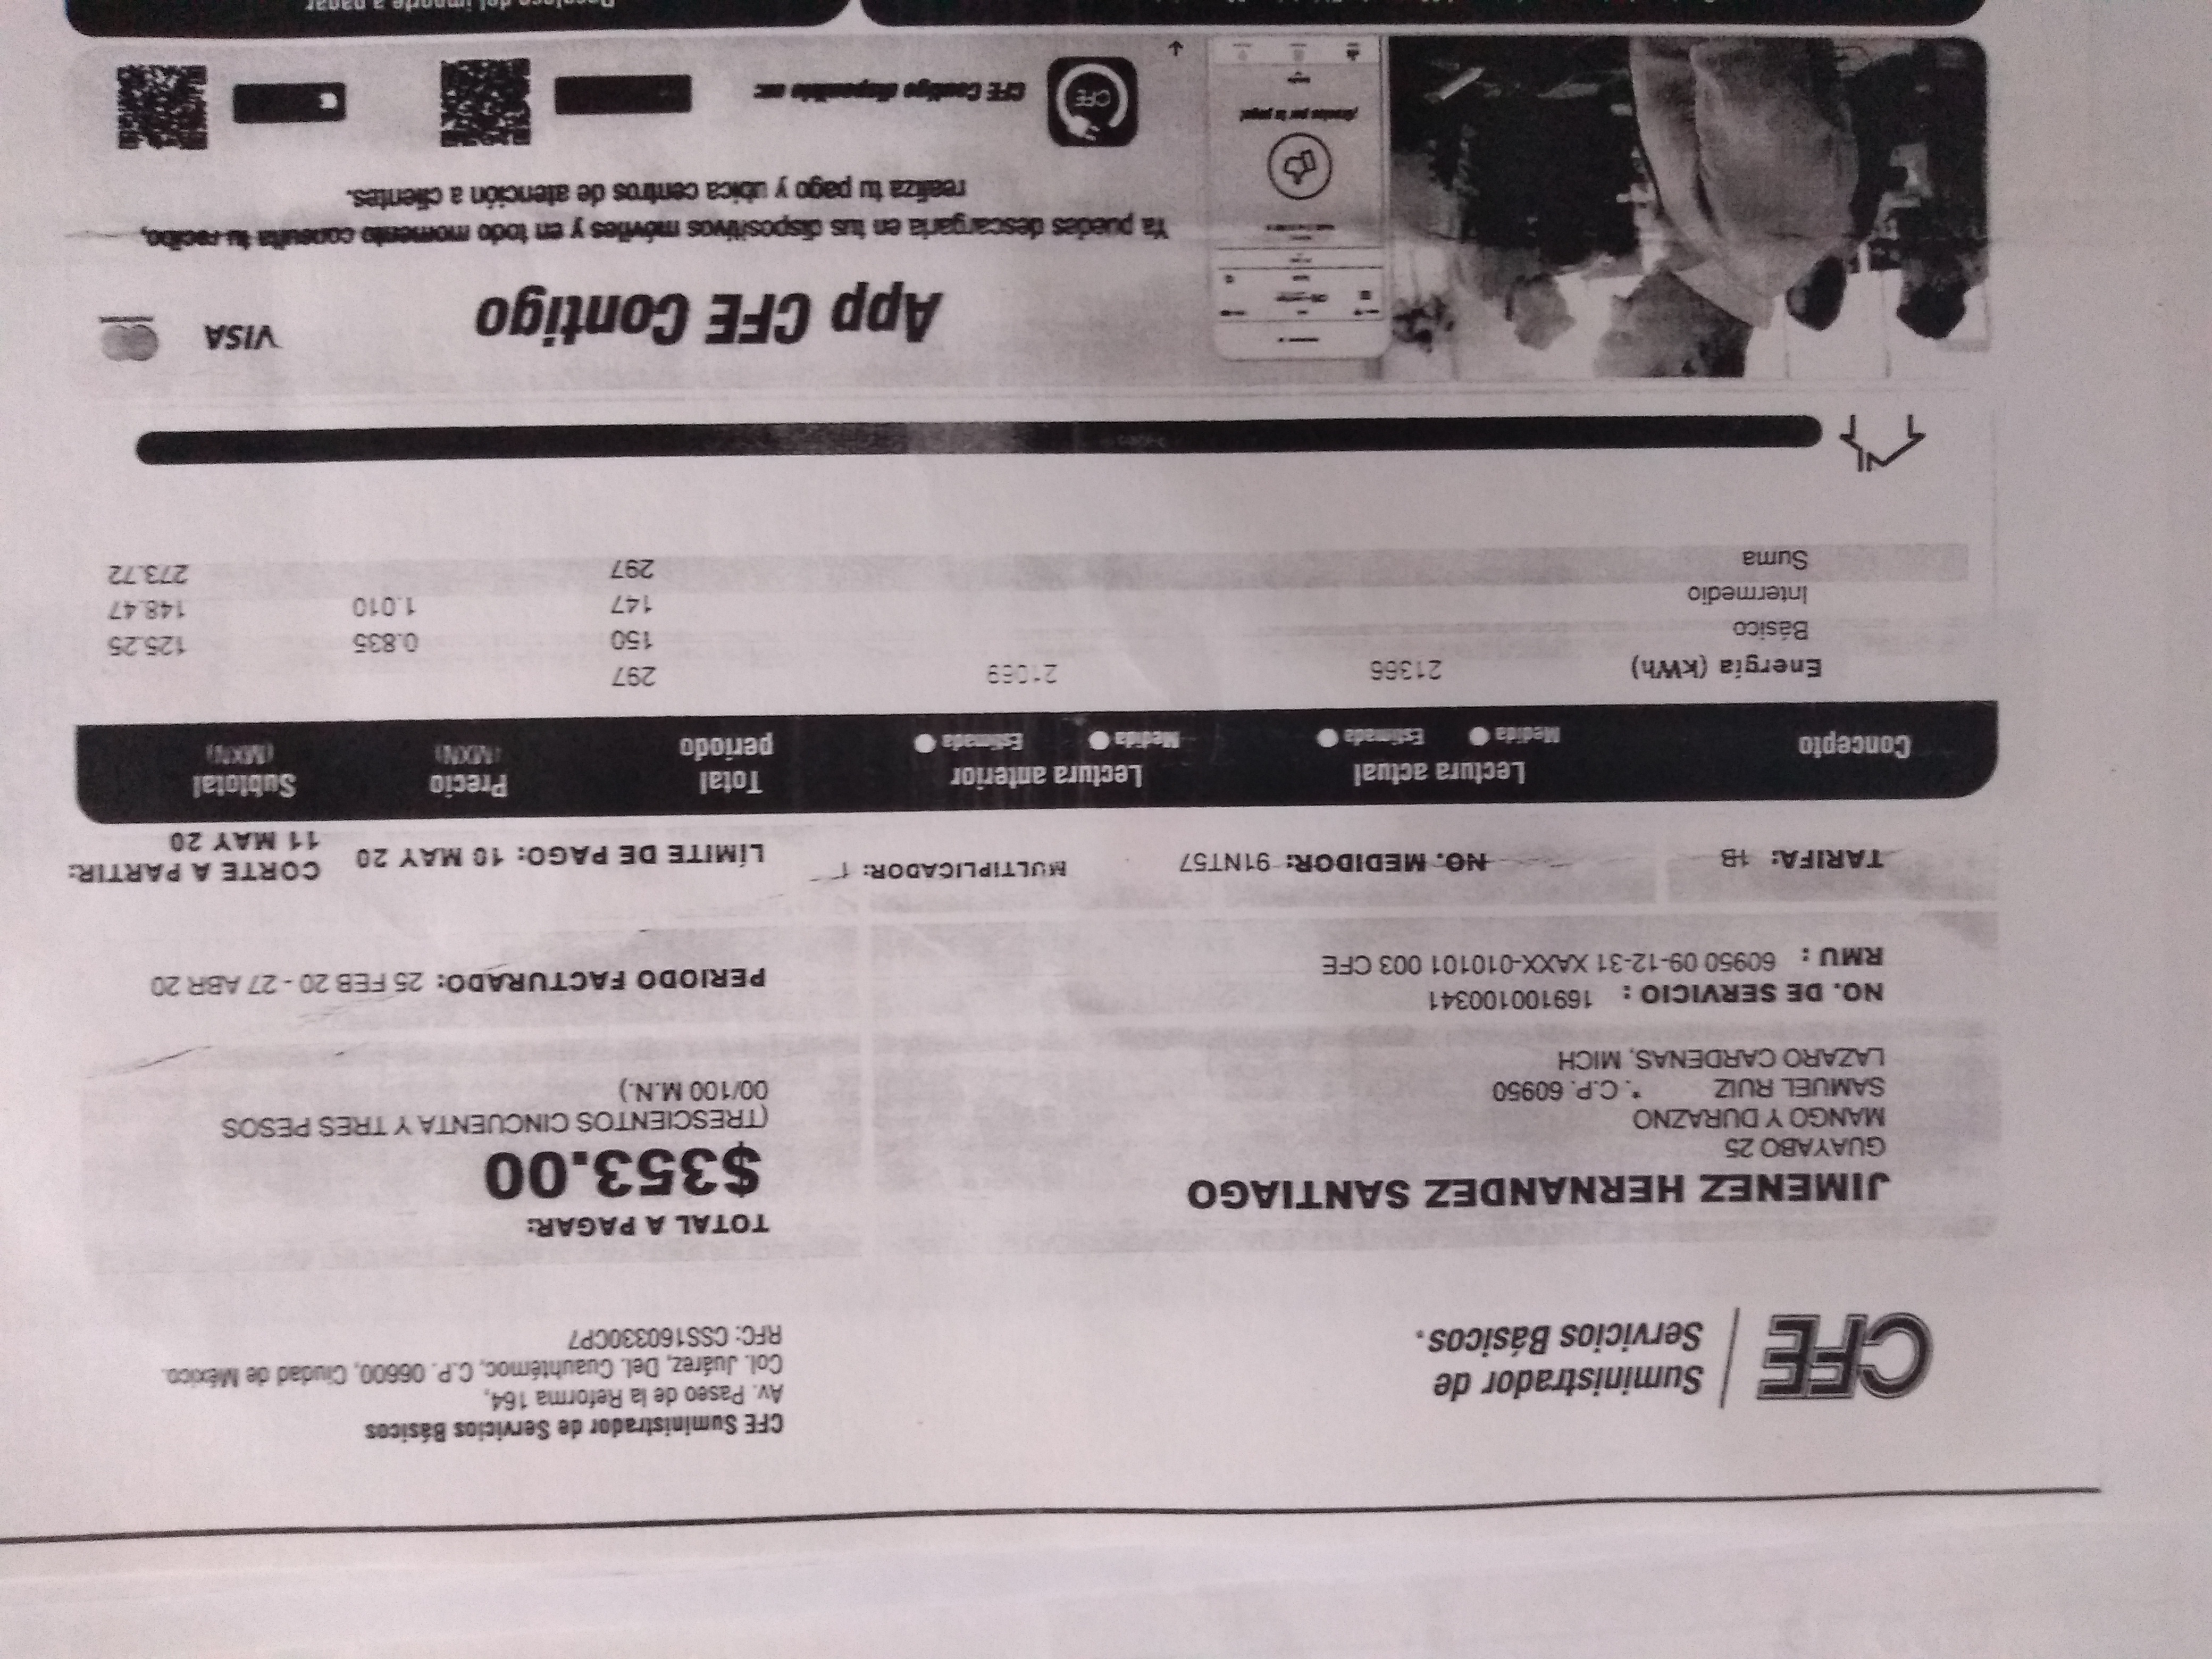 CFE Suministrador de Servicios Básicos.
CFE Suministrador de Servicios Básicos
Av. Paseo de la Reforma 164,
Col. Juárez, Del. Cuauhtémoc, C.P. 06600, Ciudad de México.
RFC: CSS160330CP7
JIMENEZ HERNANDEZ SANTIAGO
GUAYABO 25
MANGO Y DURAZNO
SAMUEL RUIZ *. C.P. 60950
LAZARO CARDENAS, MICH
NO. DE SERVICIO : 169100100341
RMU : 60950 09-12-31 XAXX-010101 003 CFE
TOTAL A PAGAR:
$353.00
(TRESCIENTOS CINCUENTA Y TRES PESOS
00/100 M.N.)
PERIODO FACTURADO: 25 FEB 20 - 27 ABR 20
TARIFA: 1B NO. MEDIDOR: 91NT57 MULTIPLICADOR: 1
LÍMITE DE PAGO: 10 MAY 20
CORTE A PARTIR:
11 MAY 20
Concepto Lectura actual Lectura anterior Total periodo Precio (MXN) Subtotal (MXN)
Medida Estimada Medida Estimada
Energía (kWh) 21366 21069 297
Básico 150 0.835 125.25
Intermedio 147 1.010 148.47
Suma 297 273.72
App CFE Contigo
VISA
Ya puedes descargarla en tus dispositivos móviles y en todo momento consulta tu recibo,
realiza tu pago y ubica centros de atención a clientes.
¡Gracias por tu pago!
CFE
CFE Contigo disponible en:
Desglose del importe a pagar